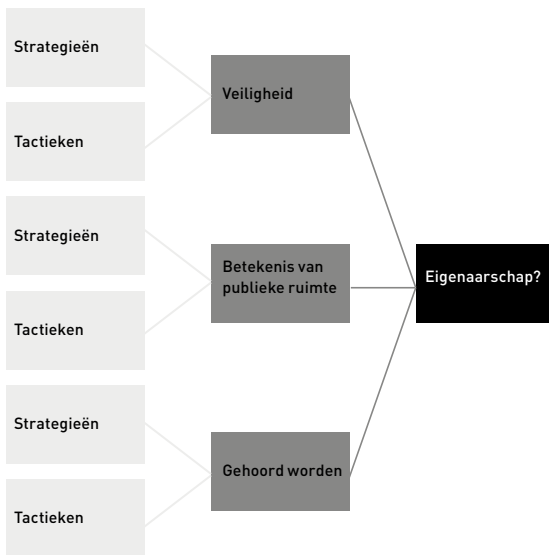 Strategieën
Tactieken
Veiligheid
Strategieën
Tactieken
Betekenis van
publieke ruimte
Strategieën
Tactieken
Gehoord worden
Eigenaarschap?